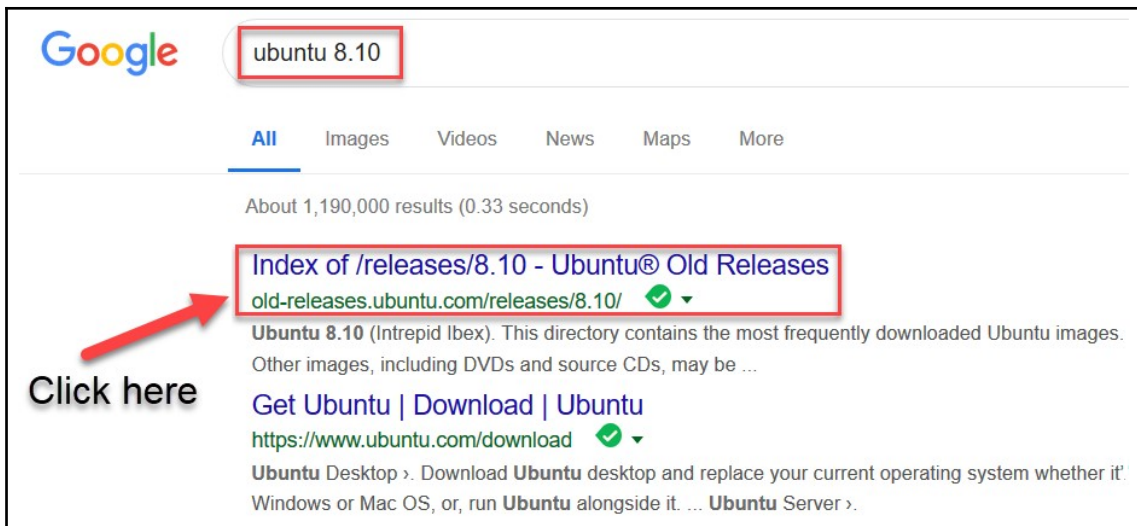 Google
ubuntu 8.10
All Images Videos News Maps More
About 1,190,000 results (0.33 seconds)
Index of /releases/8.10 - Ubuntu® Old Releases
old-releases.ubuntu.com/releases/8.10/
Ubuntu 8.10 (Intrepid Ibex). This directory contains the most frequently downloaded Ubuntu images.
Other images, including DVDs and source CDs, may be ...
Click here
Get Ubuntu | Download | Ubuntu
https://www.ubuntu.com/download
Ubuntu Desktop ›. Download Ubuntu desktop and replace your current operating system whether it'
Windows or Mac OS, or, run Ubuntu alongside it. ... Ubuntu Server ›.